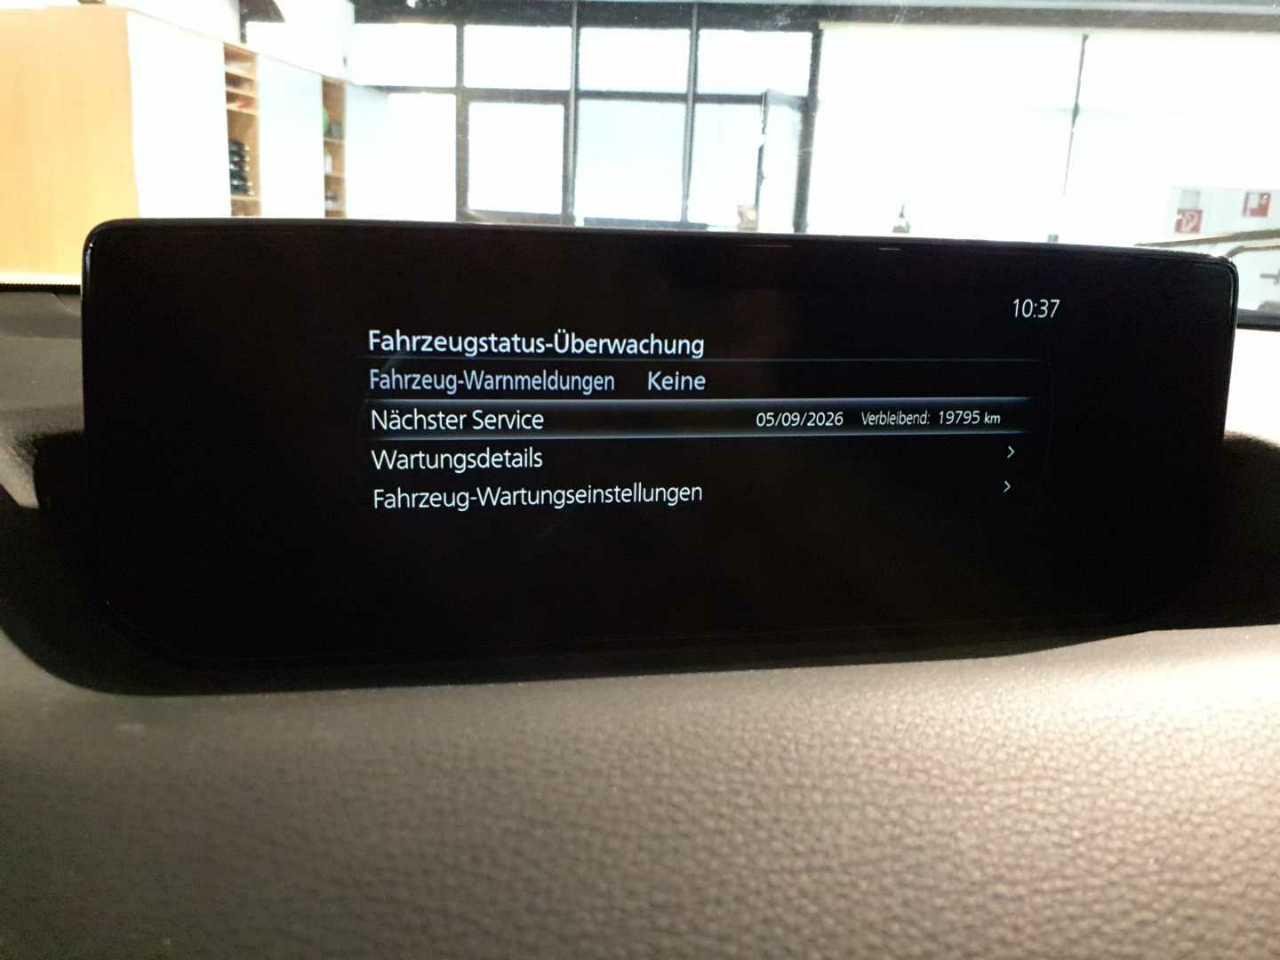 10:37
Fahrzeugstatus-Überwachung
Fahrzeug-Warnmeldungen Keine
Nächster Service 05/09/2026 Verbleibend: 19795 km
Wartungsdetails >
Fahrzeug-Wartungseinstellungen >